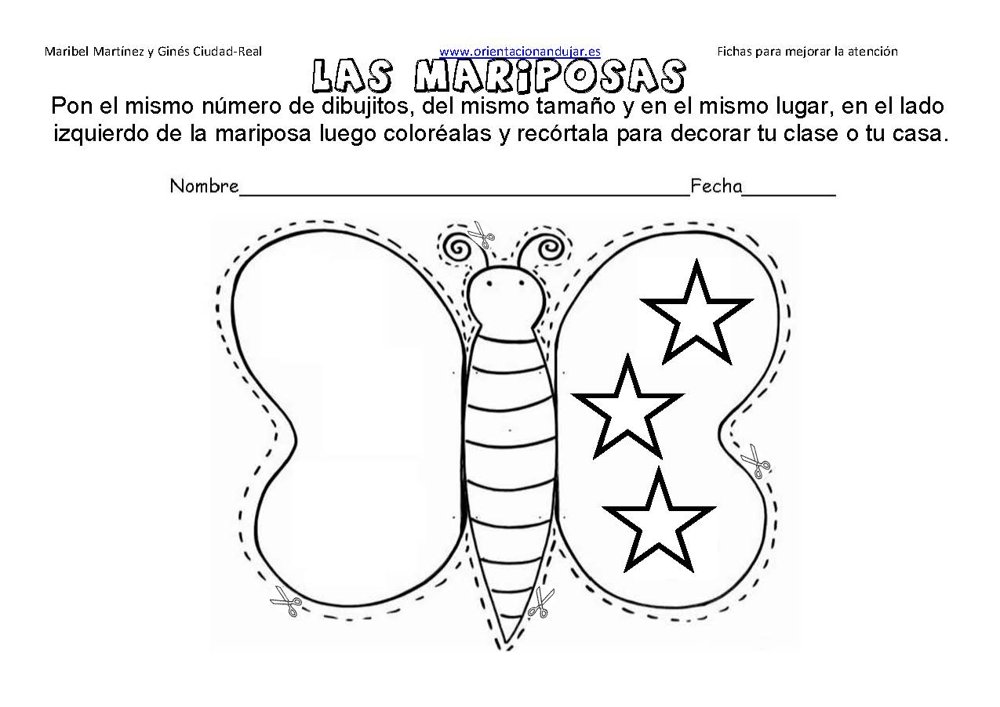 Maribel Martínez y Ginés Ciudad-Real www.orientacionandujar.es Fichas para mejorar la atención
LAS MARiPOSAS
Pon el mismo número de dibujitos, del mismo tamaño y en el mismo lugar, en el lado
izquierdo de la mariposa luego coloréalas y recórtala para decorar tu clase o tu casa.
Nombre________________________________________Fecha________